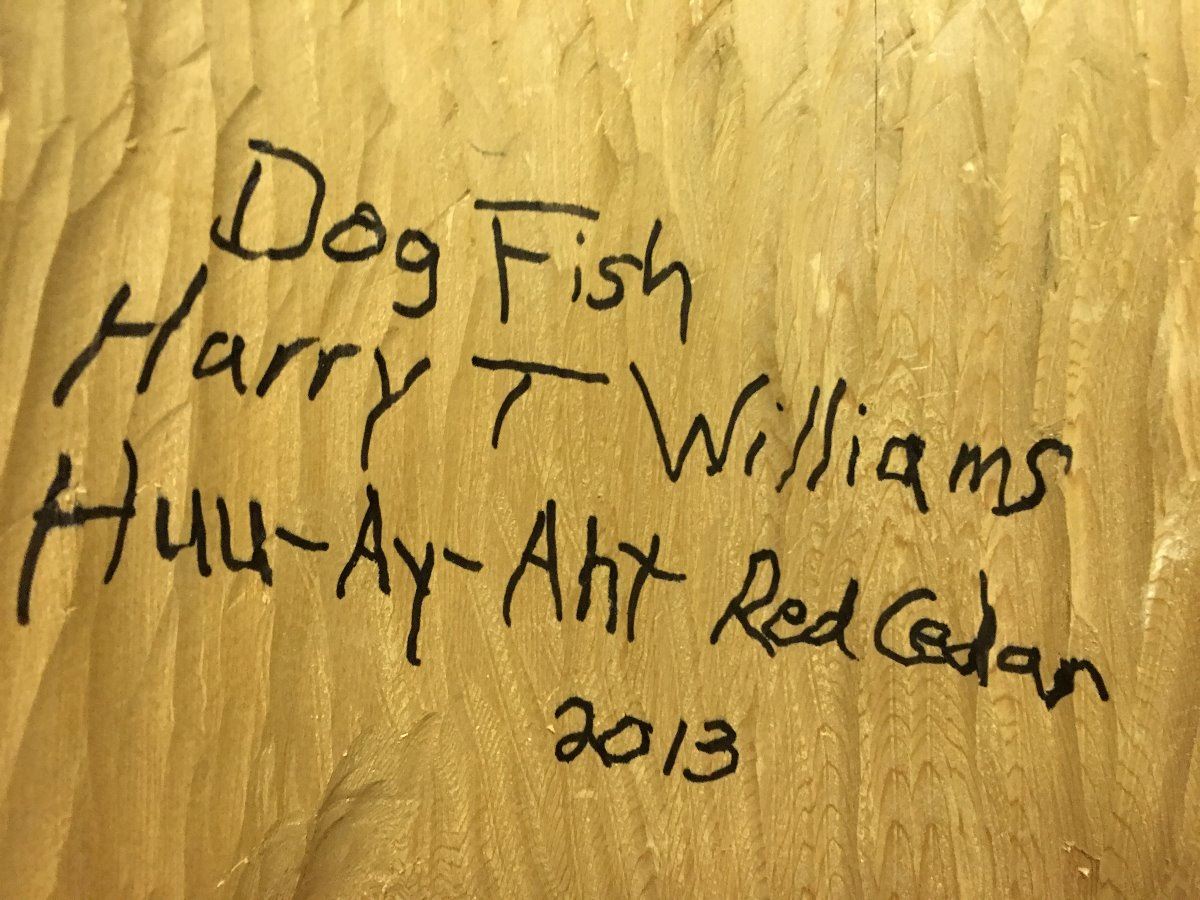 Dog Fish
Harry T Williams
Huu-Ay-Aht Red Cedar
2013